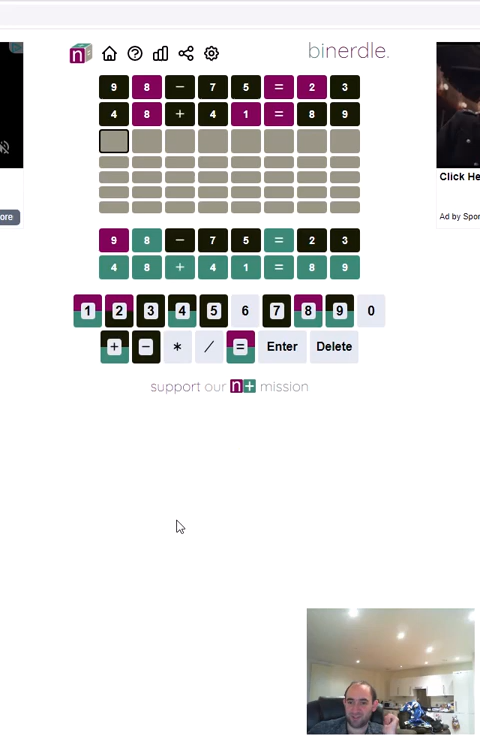 n binerdle.
9 8 − 7 5 = 2 3
4 8 + 4 1 = 8 9
9 8 − 7 5 = 2 3
4 8 + 4 1 = 8 9
1 2 3 4 5 6 7 8 9 0
+ − * / = Enter Delete
support our n+ mission
ore
Click He
Ad by Spor